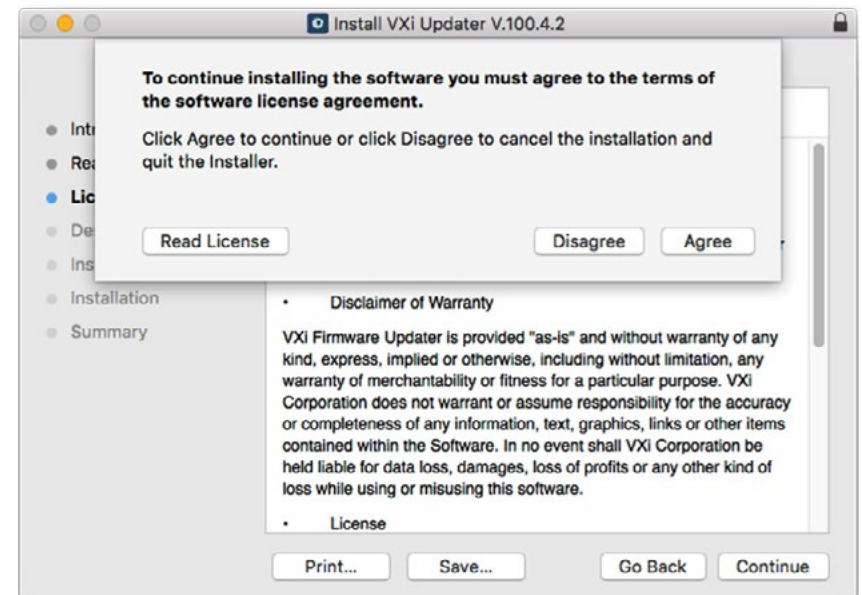 Install VXi Updater V.100.4.2
To continue installing the software you must agree to the terms of
the software license agreement.
Click Agree to continue or click Disagree to cancel the installation and
quit the Installer.
Read License
Disagree
Agree
Installation
Summary
• Disclaimer of Warranty
VXi Firmware Updater is provided "as-is" and without warranty of any
kind, express, implied or otherwise, including without limitation, any
warranty of merchantability or fitness for a particular purpose. VXi
Corporation does not warrant or assume responsibility for the accuracy
or completeness of any information, text, graphics, links or other items
contained within the Software. In no event shall VXi Corporation be
held liable for data loss, damages, loss of profits or any other kind of
loss while using or misusing this software.
• License
Print...
Save...
Go Back
Continue